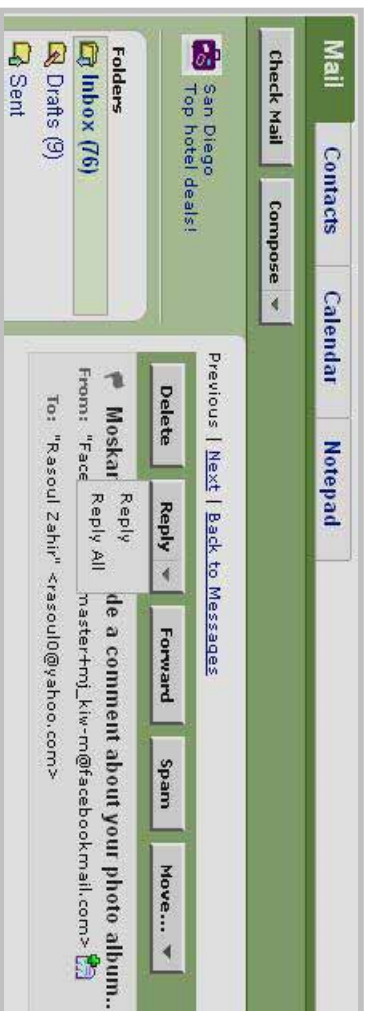 Mail Contacts Calendar Notepad
Check Mail Compose
San Diego
Top hotel deals!
Folders
Inbox (76)
Drafts (9)
Sent
Previous | Next | Back to Messages
Delete Reply Forward Spam Move...
Reply
Reply All
de a comment about your photo album..
From: "Face master+mj_kiw-m@facebookmail.com>
To: "Rasoul Zahir" <rasoul0@yahoo.com>